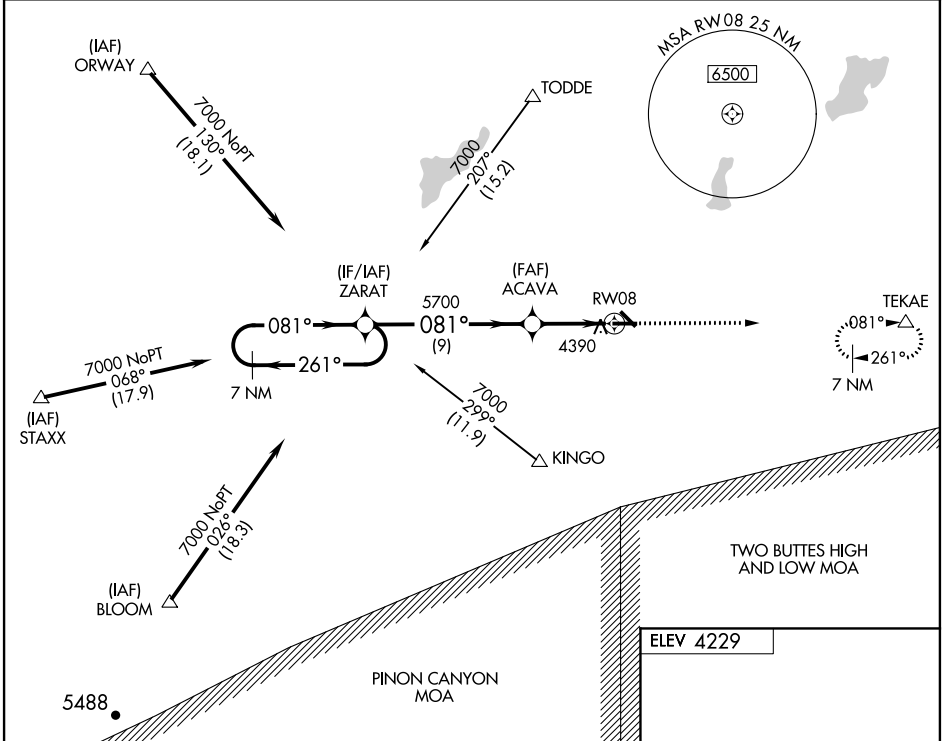 (IAF)
ORWAY
7000 NoPT
130°
(18.1)
TODDE
7000
207°
(15.2)
MSA RW08 25 NM
6500
(IF/IAF)
ZARAT
081°
261°
7 NM
5700
081°
(9)
(FAF)
ACAVA
RW08
4390
TEKAE
081°
261°
7 NM
7000 NoPT
068°
(17.9)
(IAF)
STAXX
7000
299°
(11.9)
KINGO
7000 NoPT
026°
(18.3)
(IAF)
BLOOM
TWO BUTTES HIGH
AND LOW MOA
ELEV 4229
PINON CANYON
MOA
5488